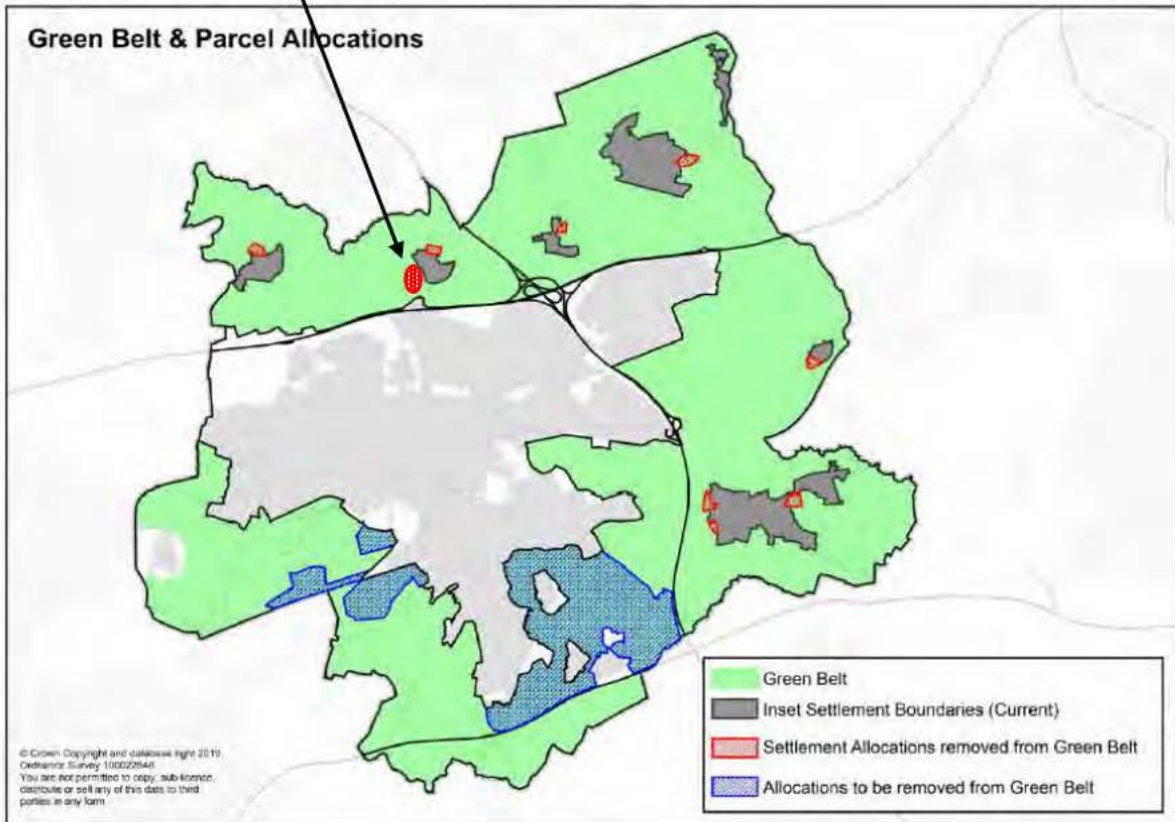 Green Belt & Parcel Allocations
Green Belt
Inset Settlement Boundaries (Current)
Settlement Allocations removed from Green Belt
Allocations to be removed from Green Belt
© Crown Copyright and database right 2019.
Ordnance Survey
You are not permitted to copy, sub-licence,
distribute or sell any of this data to third
parties in any form